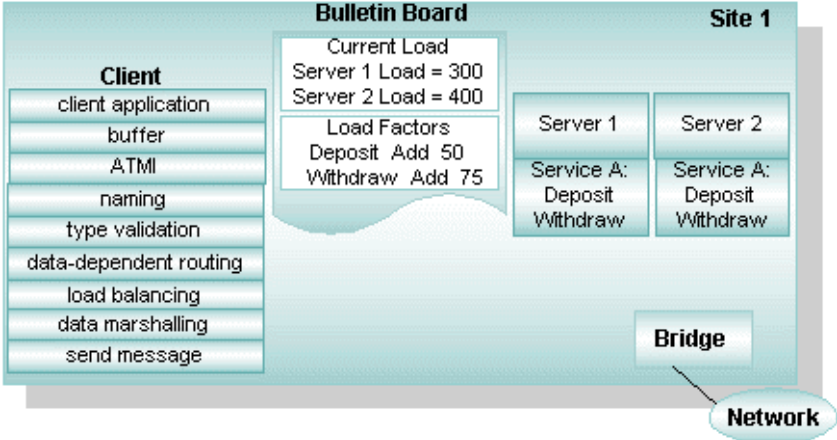 Bulletin Board
Site 1
Client
client application
buffer
ATMI
naming
type validation
data-dependent routing
load balancing
data marshalling
send message
Current Load
Server 1 Load = 300
Server 2 Load = 400
Load Factors
Deposit Add 50
Withdraw Add 75
Server 1
Service A:
Deposit
Withdraw
Server 2
Service A:
Deposit
Withdraw
Bridge
Network